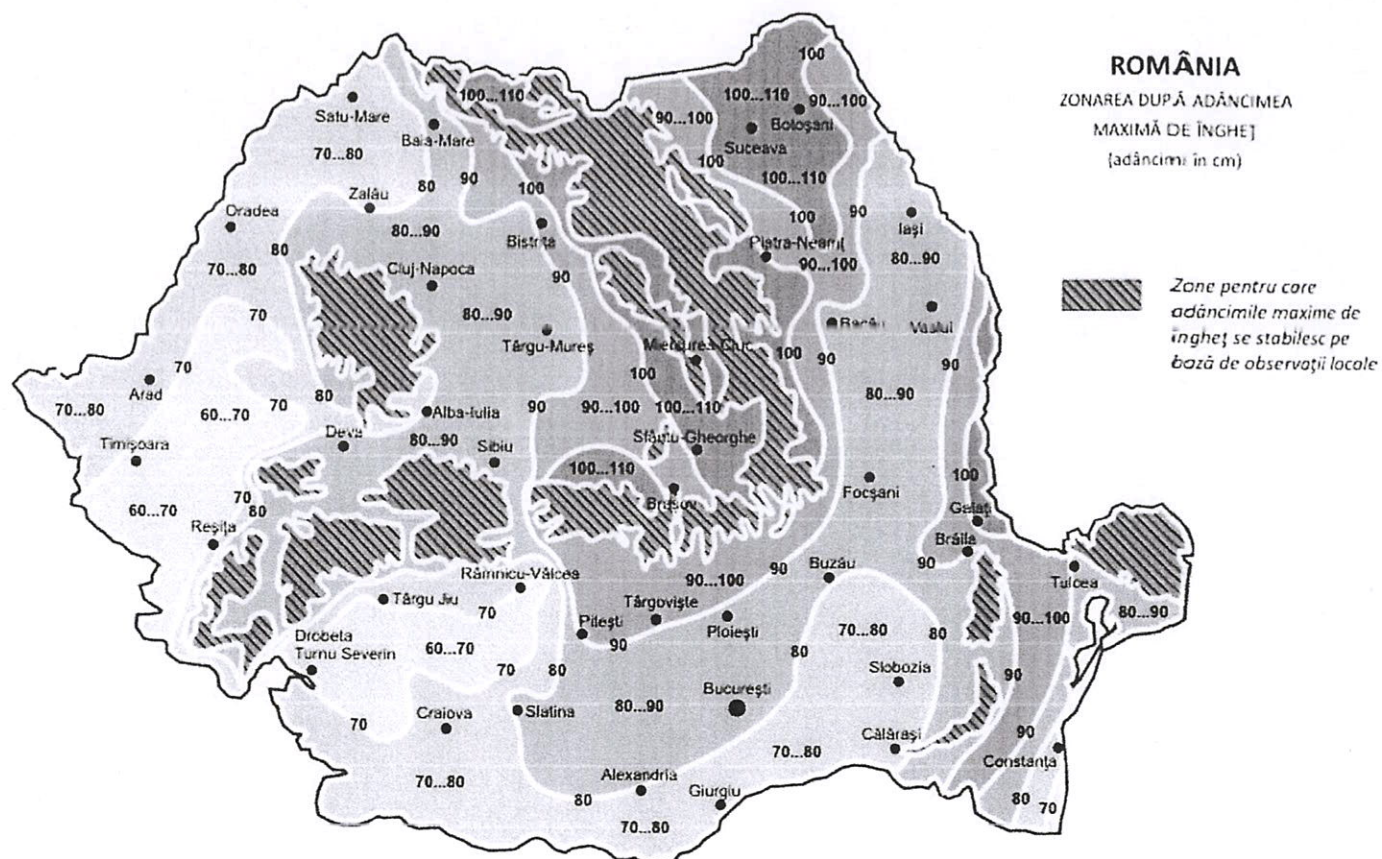 ROMÂNIA
ZONAREA DUPĂ ADÂNCIMEA
MAXIMĂ DE ÎNGHEȚ
(adâncimi în cm)
Zone pentru care
adâncimile maxime de
îngheț se stabilesc pe
bază de observații locale
100
100...110
100...110
90...100
Satu-Mare
90...100
Botoșani
Baia-Mare
Suceava
70...80
100
90
100...110
80
100
Zalău
100
90
Oradea
Iași
80
80...90
Bistrița
Piatra-Neamț
70...80
90...100
80...90
Cluj-Napoca
90
70
80...90
Vaslui
Bacău
Târgu-Mureș
Miercurea Ciuc
100
90
90
70
100
Arad
80
80...90
70...80
60...70
70
Alba-Iulia
90
90...100
100...110
Timișoara
Deva
80...90
Sibiu
Sfântu-Gheorghe
100...110
100
70
Brașov
Focșani
60...70
80
Reșița
Galați
Brăila
90
90...100
90
Buzău
Râmnicu-Vâlcea
Tulcea
Târgu Jiu
70
Târgoviște
90...100
80...90
Pitești
Ploiești
70...80
80
Drobeta
Turnu Severin
60...70
90
70
80
80
Slobozia
90
București
Craiova
Slatina
80...90
70
Călărași
90
70...80
Constanța
70...80
Alexandria
80
Giurgiu
80
70
70...80